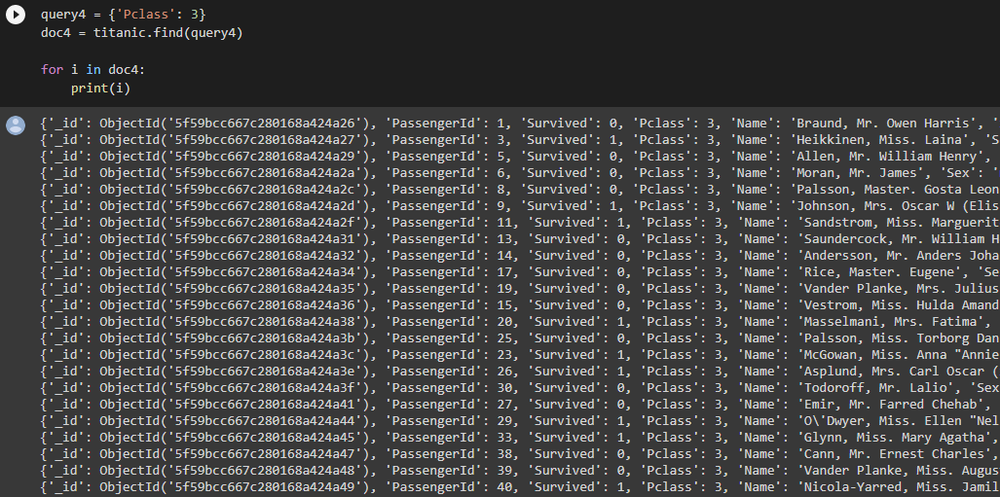 query4 = {'Pclass': 3}
doc4 = titanic.find(query4)
for i in doc4:
    print(i)
{'_id': ObjectId('5f59bcc667c280168a424a26'), 'PassengerId': 1, 'Survived': 0, 'Pclass': 3, 'Name': 'Braund, Mr. Owen Harris', '
{'_id': ObjectId('5f59bcc667c280168a424a27'), 'PassengerId': 3, 'Survived': 1, 'Pclass': 3, 'Name': 'Heikkinen, Miss. Laina', 'S
{'_id': ObjectId('5f59bcc667c280168a424a29'), 'PassengerId': 5, 'Survived': 0, 'Pclass': 3, 'Name': 'Allen, Mr. William Henry',
{'_id': ObjectId('5f59bcc667c280168a424a2a'), 'PassengerId': 6, 'Survived': 0, 'Pclass': 3, 'Name': 'Moran, Mr. James', 'Sex': '
{'_id': ObjectId('5f59bcc667c280168a424a2c'), 'PassengerId': 8, 'Survived': 0, 'Pclass': 3, 'Name': 'Palsson, Master. Gosta Leon
{'_id': ObjectId('5f59bcc667c280168a424a2d'), 'PassengerId': 9, 'Survived': 1, 'Pclass': 3, 'Name': 'Johnson, Mrs. Oscar W (Elis
{'_id': ObjectId('5f59bcc667c280168a424a2f'), 'PassengerId': 11, 'Survived': 1, 'Pclass': 3, 'Name': 'Sandstrom, Miss. Marguerit
{'_id': ObjectId('5f59bcc667c280168a424a31'), 'PassengerId': 13, 'Survived': 0, 'Pclass': 3, 'Name': 'Saundercock, Mr. William H
{'_id': ObjectId('5f59bcc667c280168a424a32'), 'PassengerId': 14, 'Survived': 0, 'Pclass': 3, 'Name': 'Andersson, Mr. Anders Joha
{'_id': ObjectId('5f59bcc667c280168a424a34'), 'PassengerId': 17, 'Survived': 0, 'Pclass': 3, 'Name': 'Rice, Master. Eugene', 'Se
{'_id': ObjectId('5f59bcc667c280168a424a35'), 'PassengerId': 19, 'Survived': 0, 'Pclass': 3, 'Name': 'Vander Planke, Mrs. Julius
{'_id': ObjectId('5f59bcc667c280168a424a36'), 'PassengerId': 15, 'Survived': 0, 'Pclass': 3, 'Name': 'Vestrom, Miss. Hulda Amand
{'_id': ObjectId('5f59bcc667c280168a424a38'), 'PassengerId': 20, 'Survived': 1, 'Pclass': 3, 'Name': 'Masselmani, Mrs. Fatima',
{'_id': ObjectId('5f59bcc667c280168a424a3b'), 'PassengerId': 25, 'Survived': 0, 'Pclass': 3, 'Name': 'Palsson, Miss. Torborg Dan
{'_id': ObjectId('5f59bcc667c280168a424a3c'), 'PassengerId': 23, 'Survived': 1, 'Pclass': 3, 'Name': 'McGowan, Miss. Anna "Annie
{'_id': ObjectId('5f59bcc667c280168a424a3e'), 'PassengerId': 26, 'Survived': 1, 'Pclass': 3, 'Name': 'Asplund, Mrs. Carl Oscar (
{'_id': ObjectId('5f59bcc667c280168a424a3f'), 'PassengerId': 30, 'Survived': 0, 'Pclass': 3, 'Name': 'Todoroff, Mr. Lalio', 'Sex
{'_id': ObjectId('5f59bcc667c280168a424a41'), 'PassengerId': 27, 'Survived': 0, 'Pclass': 3, 'Name': 'Emir, Mr. Farred Chehab',
{'_id': ObjectId('5f59bcc667c280168a424a44'), 'PassengerId': 29, 'Survived': 1, 'Pclass': 3, 'Name': 'O\'Dwyer, Miss. Ellen "Nel
{'_id': ObjectId('5f59bcc667c280168a424a45'), 'PassengerId': 33, 'Survived': 1, 'Pclass': 3, 'Name': 'Glynn, Miss. Mary Agatha',
{'_id': ObjectId('5f59bcc667c280168a424a47'), 'PassengerId': 38, 'Survived': 0, 'Pclass': 3, 'Name': 'Cann, Mr. Ernest Charles',
{'_id': ObjectId('5f59bcc667c280168a424a48'), 'PassengerId': 39, 'Survived': 0, 'Pclass': 3, 'Name': 'Vander Planke, Miss. Augus
{'_id': ObjectId('5f59bcc667c280168a424a49'), 'PassengerId': 40, 'Survived': 1, 'Pclass': 3, 'Name': 'Nicola-Yarred, Miss. Jamil